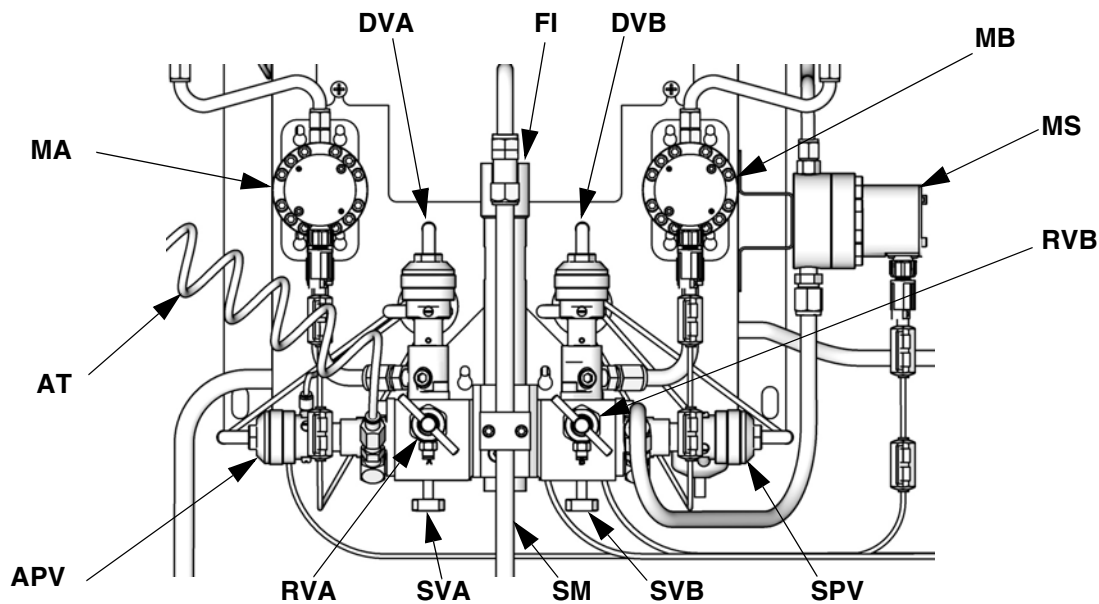 DVA FI DVB
MB
MS
MA
RVB
AT
APV
RVA SVA SM SVB SPV